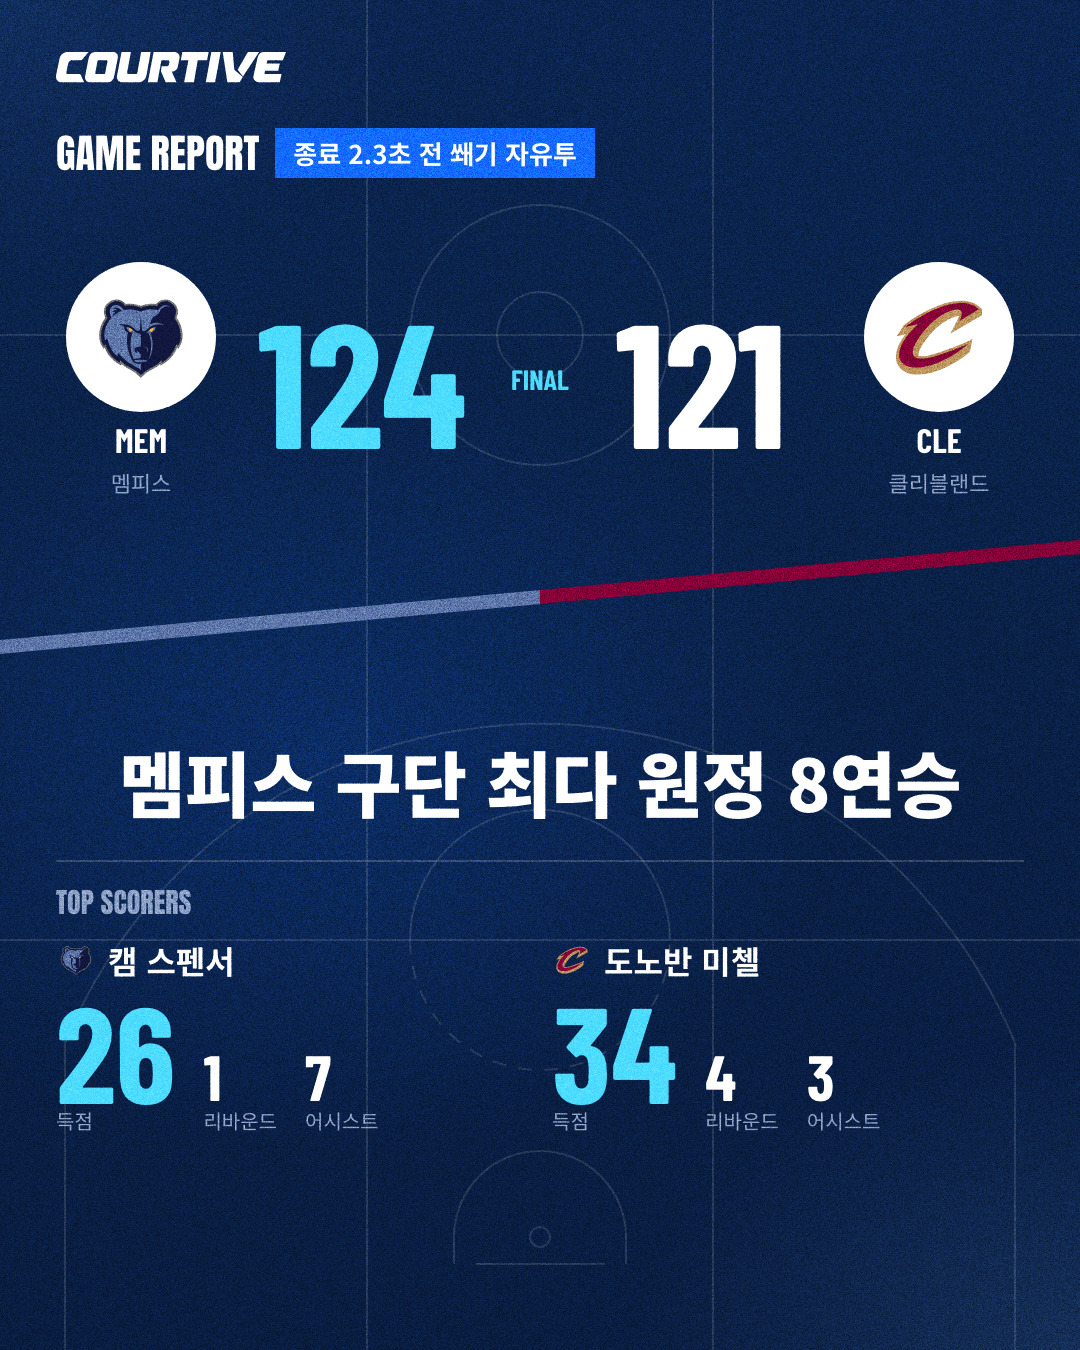 COURTIVE
GAME REPORT 종료 2.3초 전 쐐기 자유투
124 FINAL 121
MEM CLE
멤피스 클리블랜드
멤피스 구단 최다 원정 8연승
TOP SCORERS
캠 스펜서 도노반 미첼
26 1 7 34 4 3
득점 리바운드 어시스트 득점 리바운드 어시스트